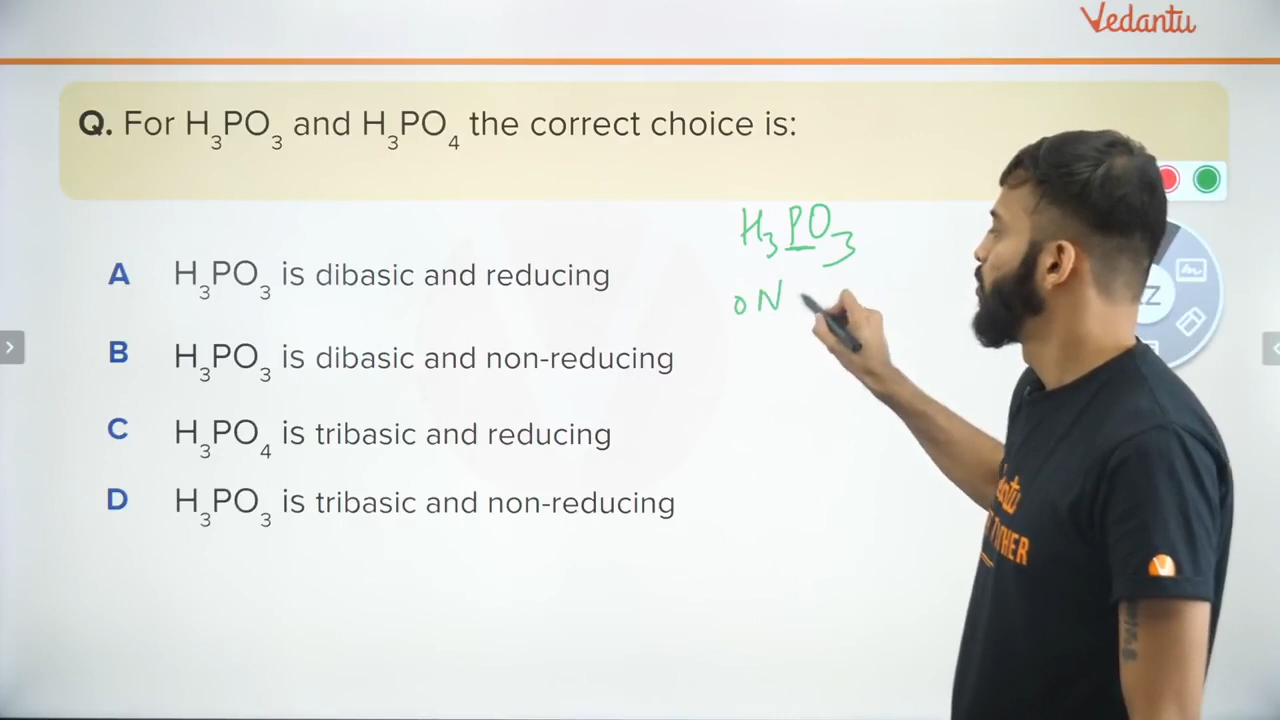 Vedantu
Q. For H₃PO₃ and H₃PO₄ the correct choice is:
H₃PO₃
A H₃PO₃ is dibasic and reducing
oN
B H₃PO₃ is dibasic and non-reducing
C H₃PO₄ is tribasic and reducing
D H₃PO₃ is tribasic and non-reducing